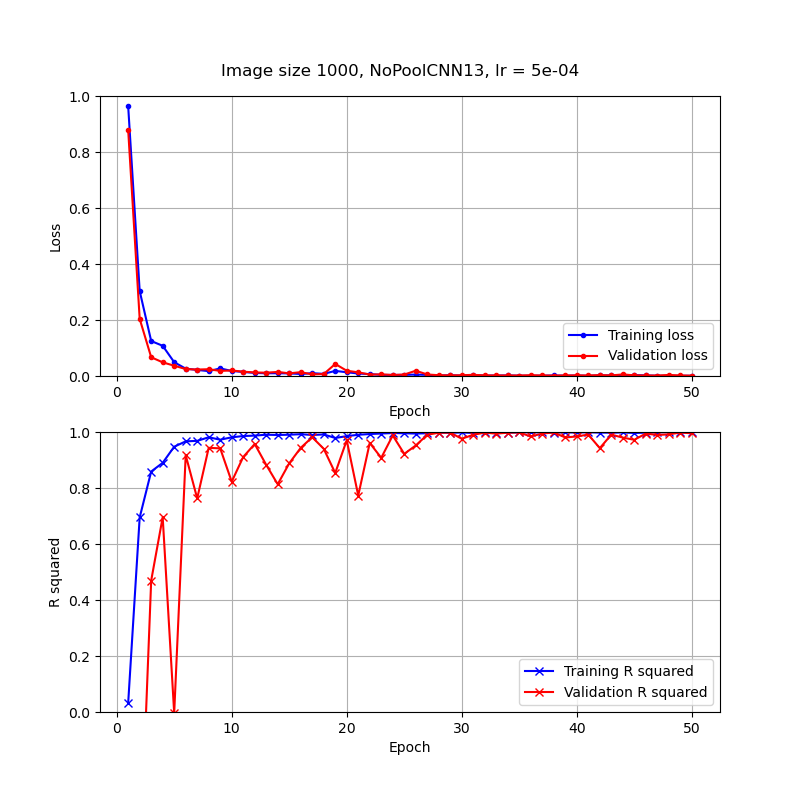 Image size 1000, NoPoolCNN13, lr = 5e-04
1.0
0.8
0.6
0.4
0.2
0.0
Loss
Training loss
Validation loss
0 10 20 30 40 50
Epoch
1.0
0.8
0.6
0.4
0.2
0.0
R squared
Training R squared
Validation R squared
0 10 20 30 40 50
Epoch